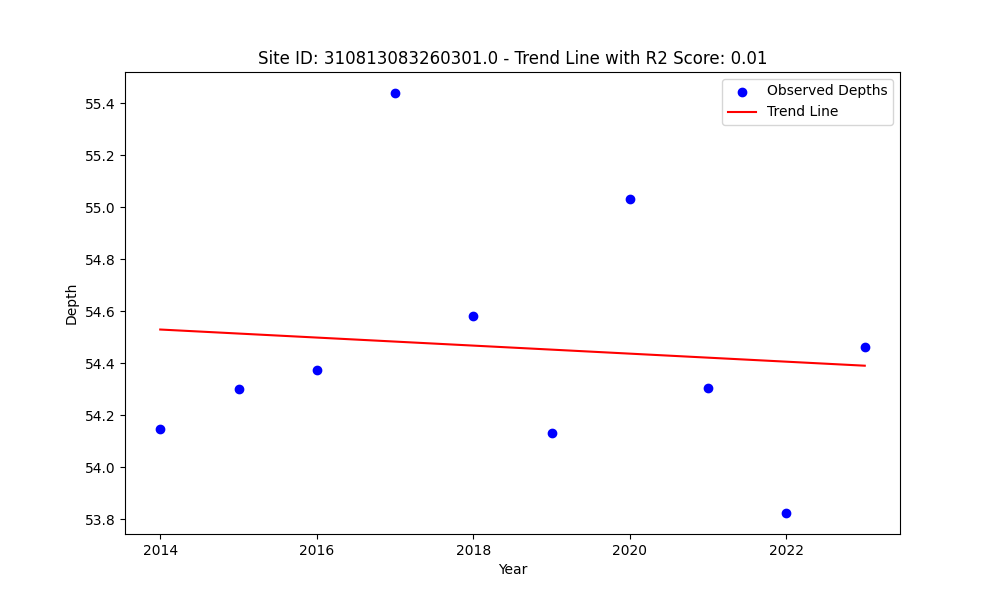 Site ID: 310813083260301.0 - Trend Line with R2 Score: 0.01
Observed Depths
Trend Line
55.4
55.2
55.0
54.8
54.6
54.4
54.2
54.0
53.8
Depth
2014
2016
2018
2020
2022
Year